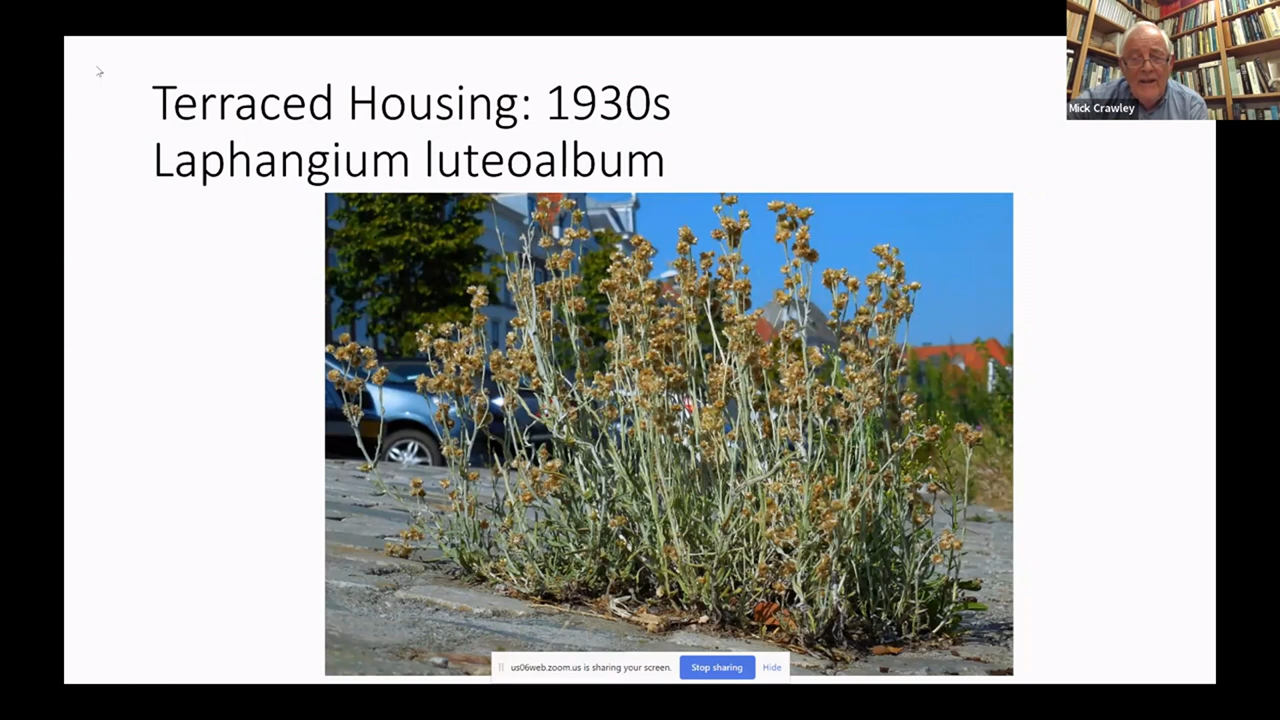 Terraced Housing: 1930s
Laphangium luteoalbum
Mick Crawley
us06web.zoom.us is sharing your screen.
Stop sharing
Hide